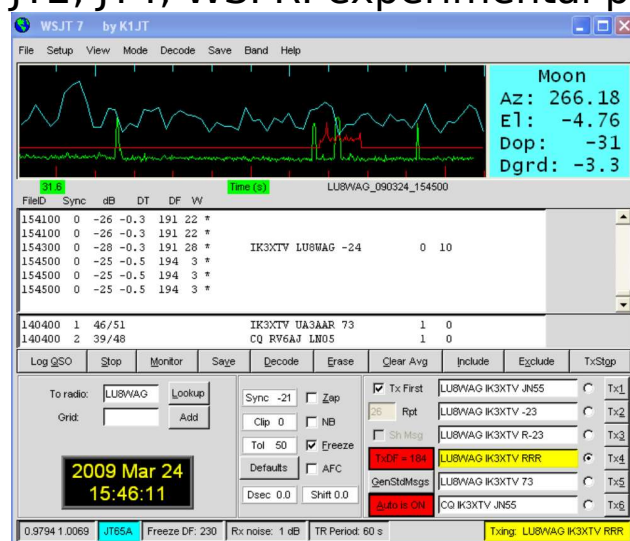 WSJT 7 by K1JT
File Setup View Mode Decode Save Band Help
Moon
Az: 266.18
El: -4.76
Dop: -31
Dgrd: -3.3
31.6 Time (s) LU8WAG_090324_154500
FileID Sync dB DT DF W
154100 0 -26 -0.3 191 22 *
154100 0 -26 -0.3 191 22 *
154300 0 -28 -0.3 191 28 * IK3XTV LU8WAG -24 0 10
154500 0 -25 -0.5 194 3 *
154500 0 -25 -0.5 194 3 *
154500 0 -25 -0.5 194 3 *
140400 1 46/51 IK3XTV UA3AAR 73 1 0
140400 2 39/48 CQ RV6AJ LN05 1 0
Log QSO Stop Monitor Save Decode Erase Clear Avg Include Exclude TxStop
To radio: LU8WAG Lookup
Grid: Add
2009 Mar 24
15:46:11
Sync -21 Zap
Clip 0 NB
Tol 50 Freeze
Defaults AFC
Dsec 0.0 Shift 0.0
Tx First LU8WAG IK3XTV JN55 Tx1
26 Rpt LU8WAG IK3XTV -23 Tx2
Sh Msg LU8WAG IK3XTV R-23 Tx3
TxDF = 184 LU8WAG IK3XTV RRR Tx4
GenStdMsgs LU8WAG IK3XTV 73 Tx5
Auto is ON CQ IK3XTV JN55 Tx6
0.9794 1.0069 JT65A Freeze DF: 230 Rx noise: 1 dB TR Period: 60 s Txing: LU8WAG IK3XTV RRR